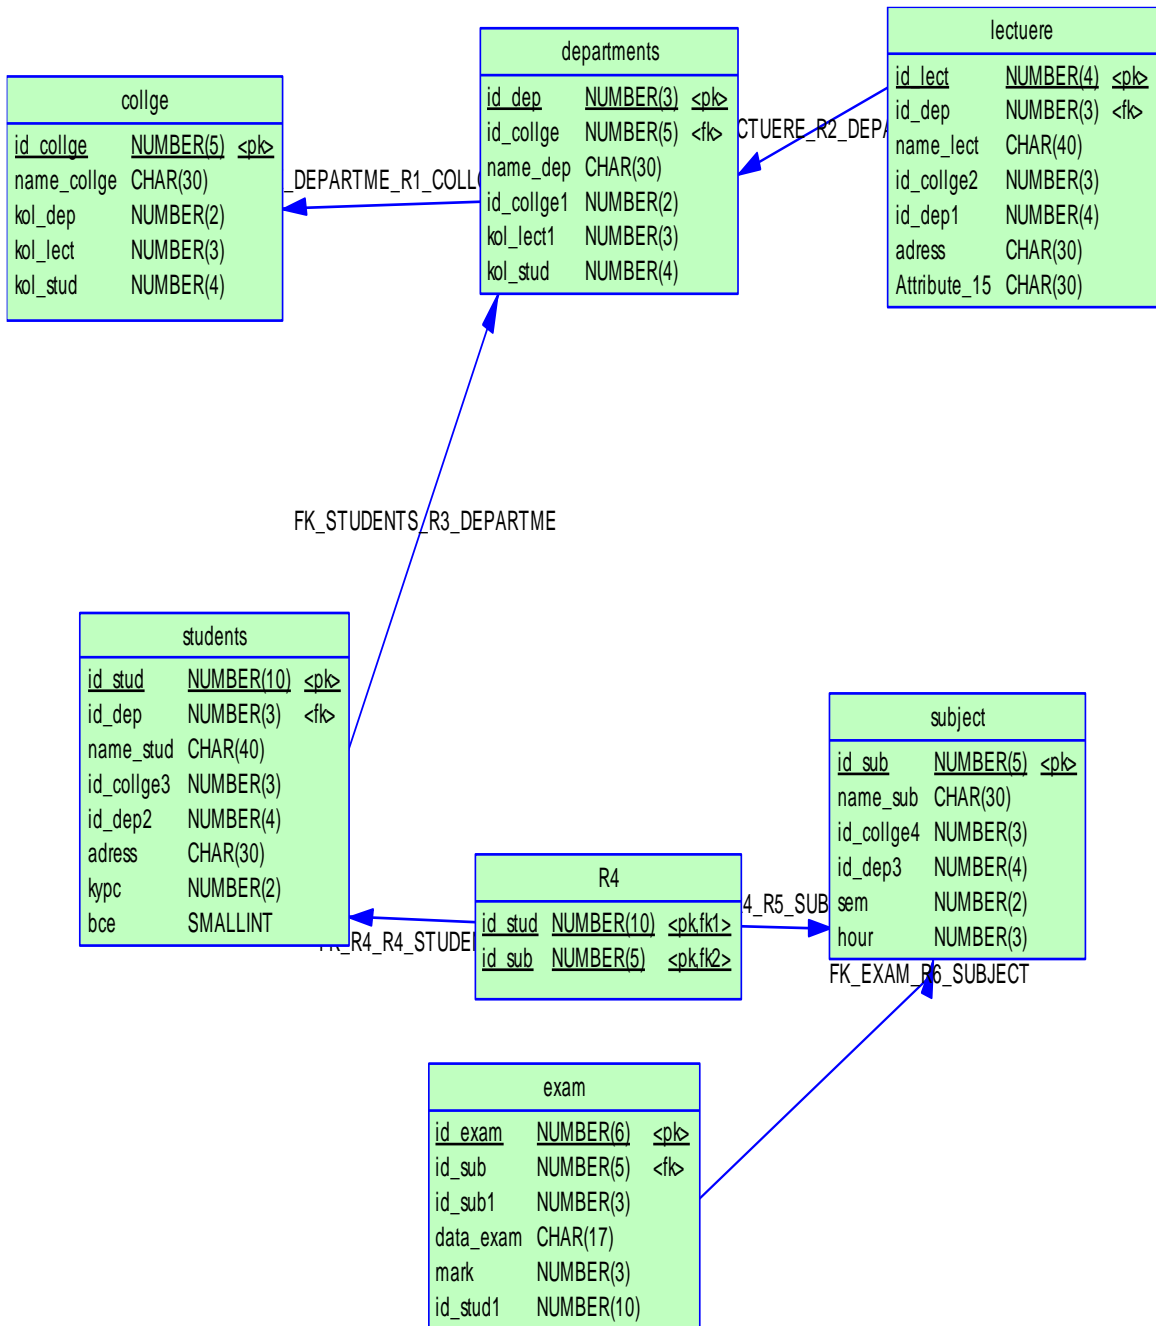 collge
id_collge NUMBER(5) <pk>
name_collge CHAR(30)
kol_dep NUMBER(2)
kol_lect NUMBER(3)
kol_stud NUMBER(4)
_DEPARTME_R1_COLL
departments
id_dep NUMBER(3) <pk>
id_collge NUMBER(5) <fk>
name_dep CHAR(30)
id_collge1 NUMBER(2)
kol_lect1 NUMBER(3)
kol_stud NUMBER(4)
CTUERE_R2_DEPA
lectuere
id_lect NUMBER(4) <pk>
id_dep NUMBER(3) <fk>
name_lect CHAR(40)
id_collge2 NUMBER(3)
id_dep1 NUMBER(4)
adress CHAR(30)
Attribute_15 CHAR(30)
FK_STUDENTS_R3_DEPARTME
students
id_stud NUMBER(10) <pk>
id_dep NUMBER(3) <fk>
name_stud CHAR(40)
id_collge3 NUMBER(3)
id_dep2 NUMBER(4)
adress CHAR(30)
kypc NUMBER(2)
bce SMALLINT
FK_R4_R4_STUDE
R4
id_stud NUMBER(10) <pk,fk1>
id_sub NUMBER(5) <pk,fk2>
4_R5_SUB
subject
id_sub NUMBER(5) <pk>
name_sub CHAR(30)
id_collge4 NUMBER(3)
id_dep3 NUMBER(4)
sem NUMBER(2)
hour NUMBER(3)
FK_EXAM_R6_SUBJECT
exam
id_exam NUMBER(6) <pk>
id_sub NUMBER(5) <fk>
id_sub1 NUMBER(3)
data_exam CHAR(17)
mark NUMBER(3)
id_stud1 NUMBER(10)